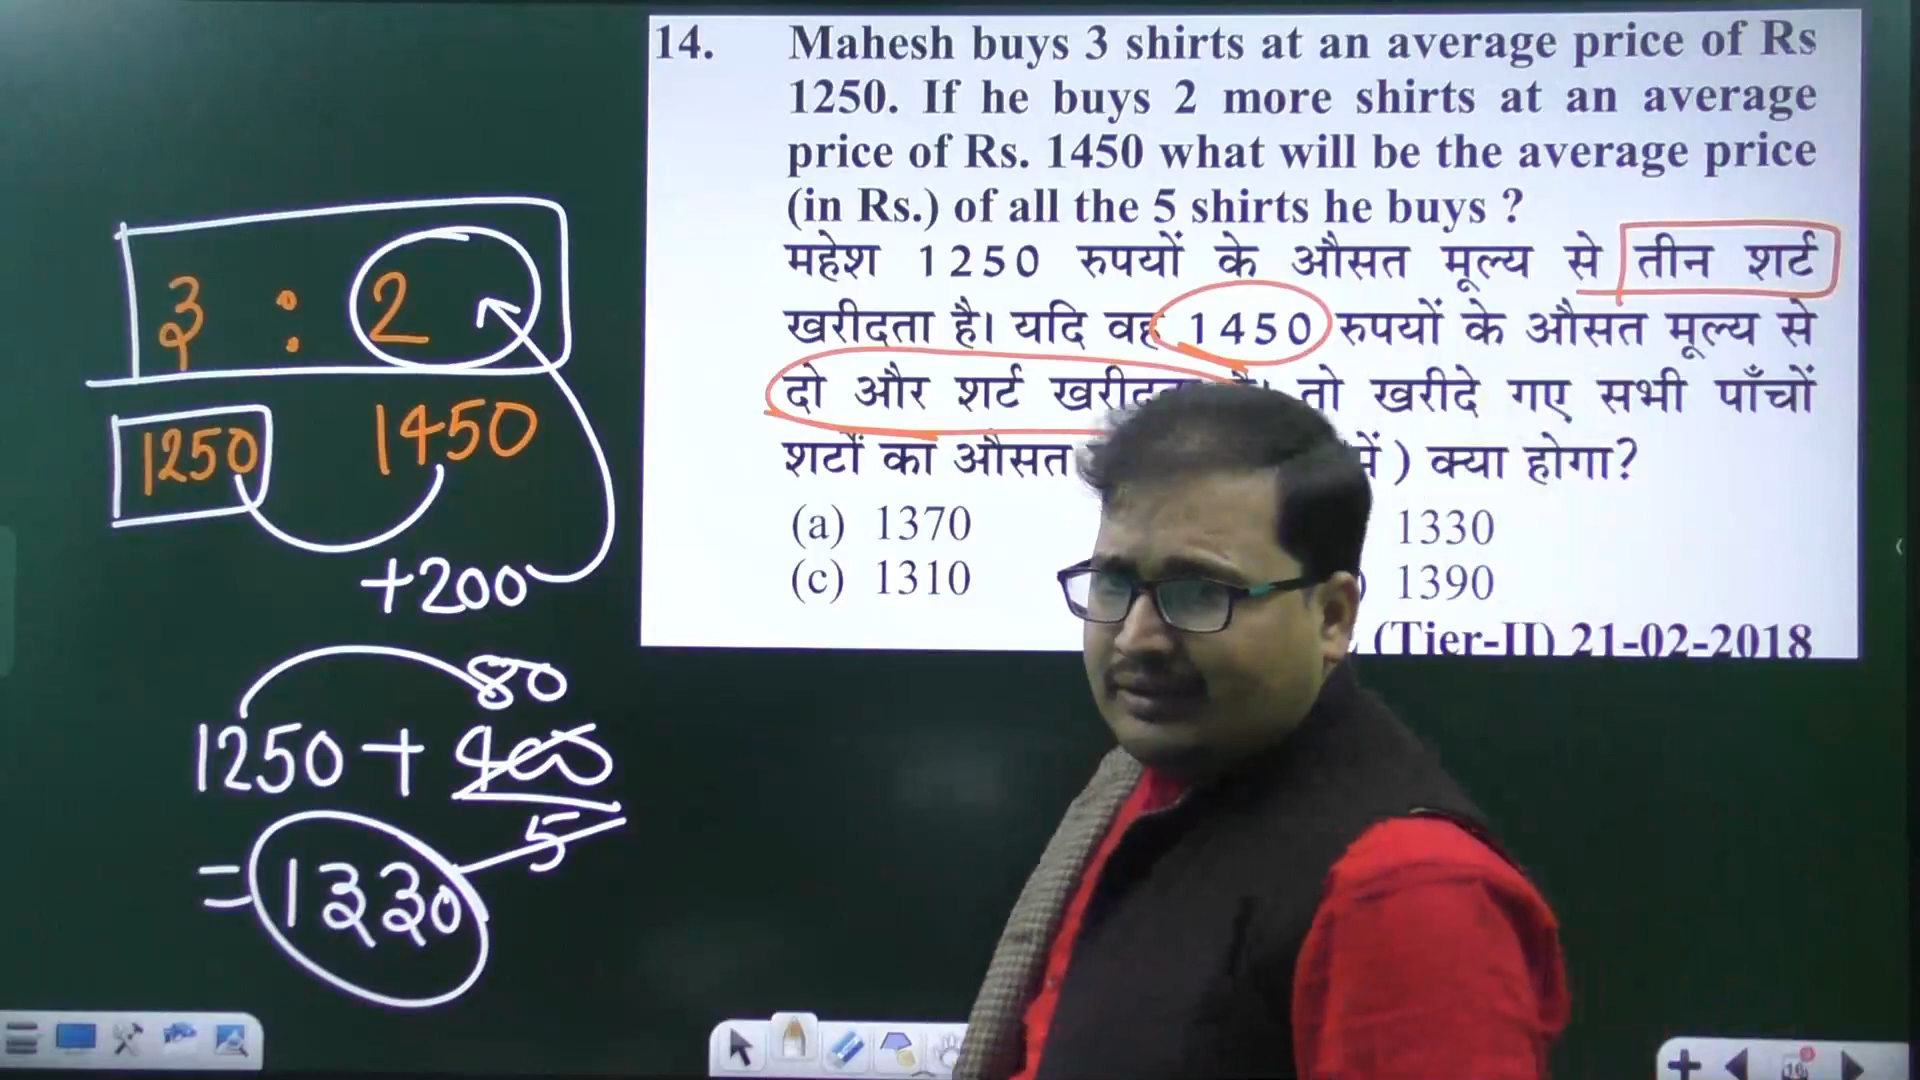 14. Mahesh buys 3 shirts at an average price of Rs
1250. If he buys 2 more shirts at an average
price of Rs. 1450 what will be the average price
(in Rs.) of all the 5 shirts he buys ?
महेश 1250 रुपयों के औसत मूल्य से तीन शर्ट
खरीदता है। यदि वह 1450 रुपयों के औसत मूल्य से
दो और शर्ट खरीदता है। तो खरीदे गए सभी पाँचों
शर्टों का औसत में ) क्या होगा?
(a) 1370 1330
(c) 1310 ) 1390
(Tier-II) 21-02-2018
3 : 2
1250 1450
+200
80
1250 + 400
5
= 1330